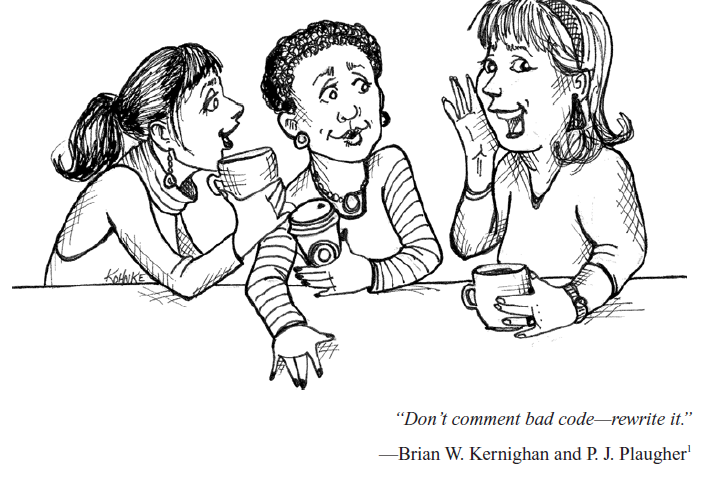 KOHNKE
“Don’t comment bad code—rewrite it.”
—Brian W. Kernighan and P. J. Plaugher¹